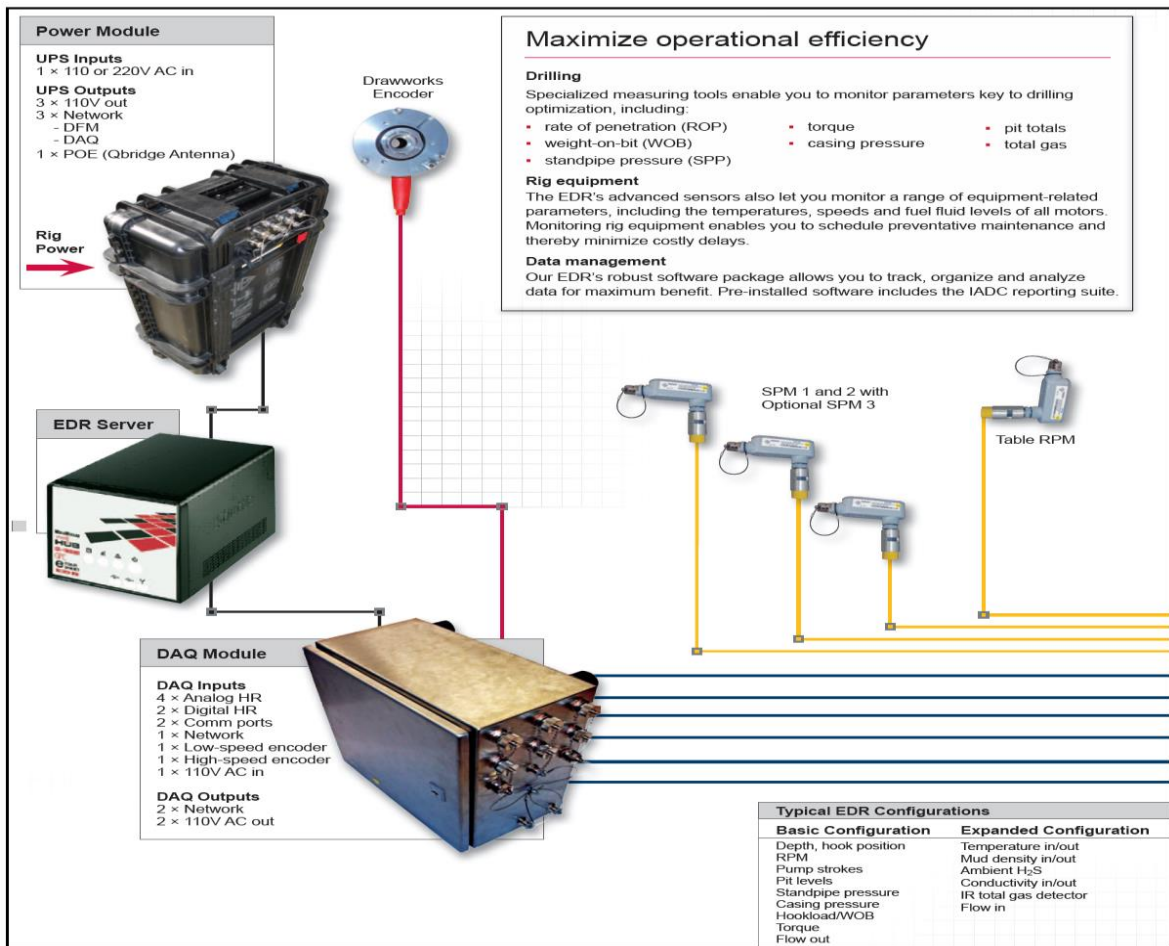 Power Module
UPS Inputs
1 × 110 or 220V AC in
UPS Outputs
3 × 110V out
3 × Network
- DFM
- DAQ
1 × POE (Qbridge Antenna)
Rig
Power
Drawworks
Encoder
Maximize operational efficiency
Drilling
Specialized measuring tools enable you to monitor parameters key to drilling
optimization, including:
▪ rate of penetration (ROP)
▪ weight-on-bit (WOB)
▪ standpipe pressure (SPP)
▪ torque
▪ casing pressure
▪ pit totals
▪ total gas
Rig equipment
The EDR's advanced sensors also let you monitor a range of equipment-related
parameters, including the temperatures, speeds and fuel fluid levels of all motors.
Monitoring rig equipment enables you to schedule preventative maintenance and
thereby minimize costly delays.
Data management
Our EDR's robust software package allows you to track, organize and analyze
data for maximum benefit. Pre-installed software includes the IADC reporting suite.
SPM 1 and 2 with
Optional SPM 3
Table RPM
EDR Server
HUB
DAQ Module
DAQ Inputs
4 × Analog HR
2 × Digital HR
2 × Comm ports
1 × Network
1 × Low-speed encoder
1 × High-speed encoder
1 × 110V AC in
DAQ Outputs
2 × Network
2 × 110V AC out
Typical EDR Configurations
Basic Configuration
Depth, hook position
RPM
Pump strokes
Pit levels
Standpipe pressure
Casing pressure
Hookload/WOB
Torque
Flow out
Expanded Configuration
Temperature in/out
Mud density in/out
Ambient H₂S
Conductivity in/out
IR total gas detector
Flow in